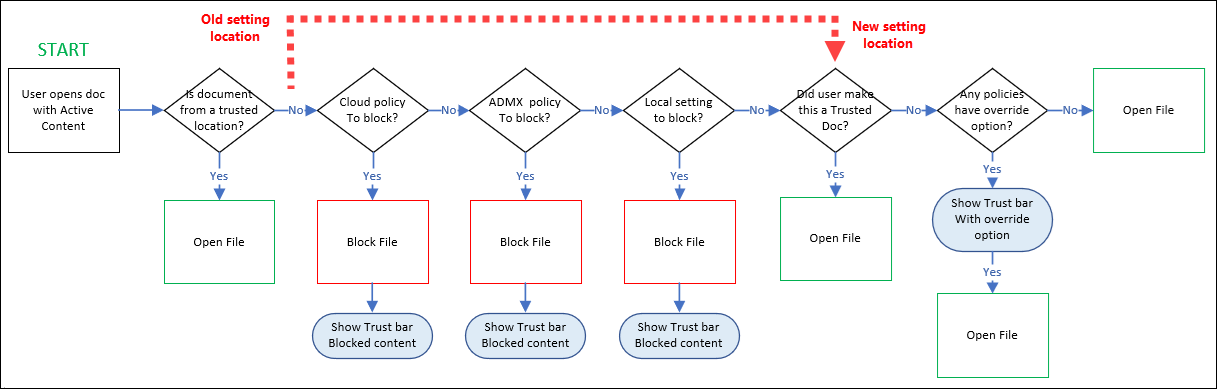 Old setting
location
New setting
location
START
User opens doc
with Active
Content
Is document
from a trusted
location?
No
Cloud policy
To block?
No
ADMX policy
To block?
No
Local setting
to block?
No
Did user make
this a Trusted
Doc?
No
Any policies
have override
option?
No
Open File
Yes
Yes
Yes
Yes
Yes
Yes
Open File
Block File
Block File
Block File
Open File
Show Trust bar
With override
option
Yes
Show Trust bar
Blocked content
Show Trust bar
Blocked content
Show Trust bar
Blocked content
Open File